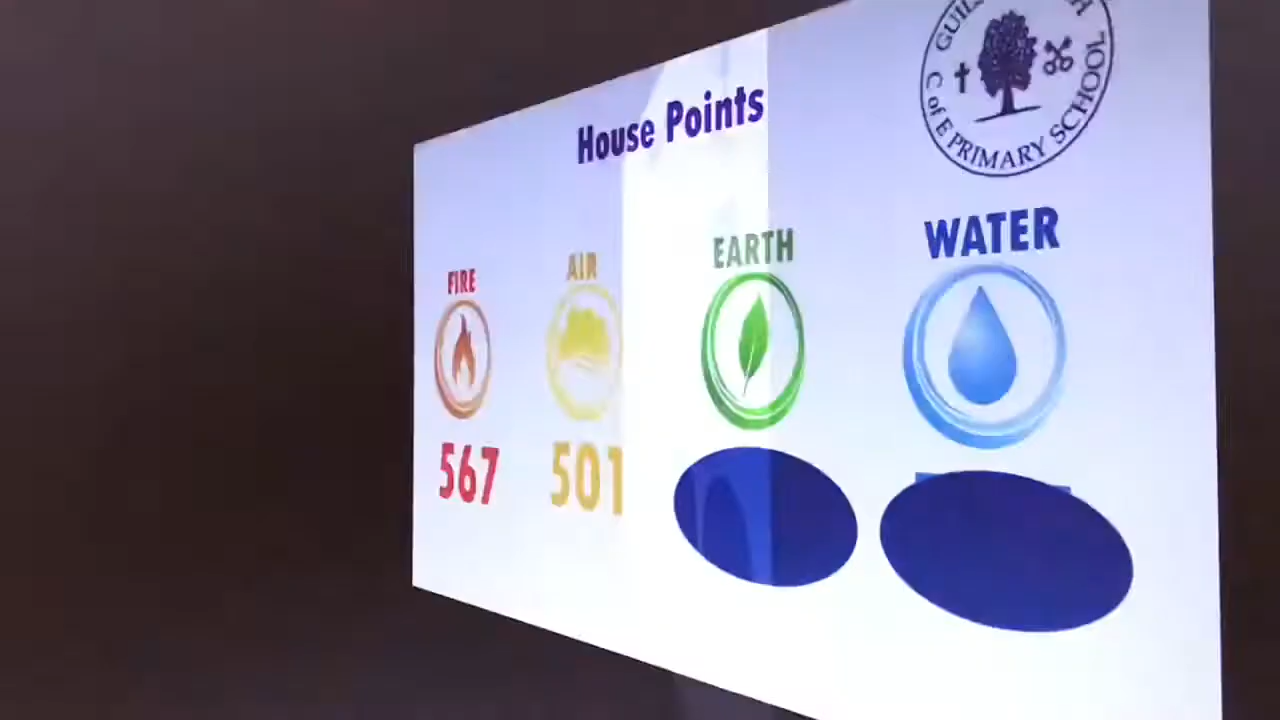 C of E PRIMARY SCHOOL
House Points
FIRE
AIR
EARTH
WATER
567
501